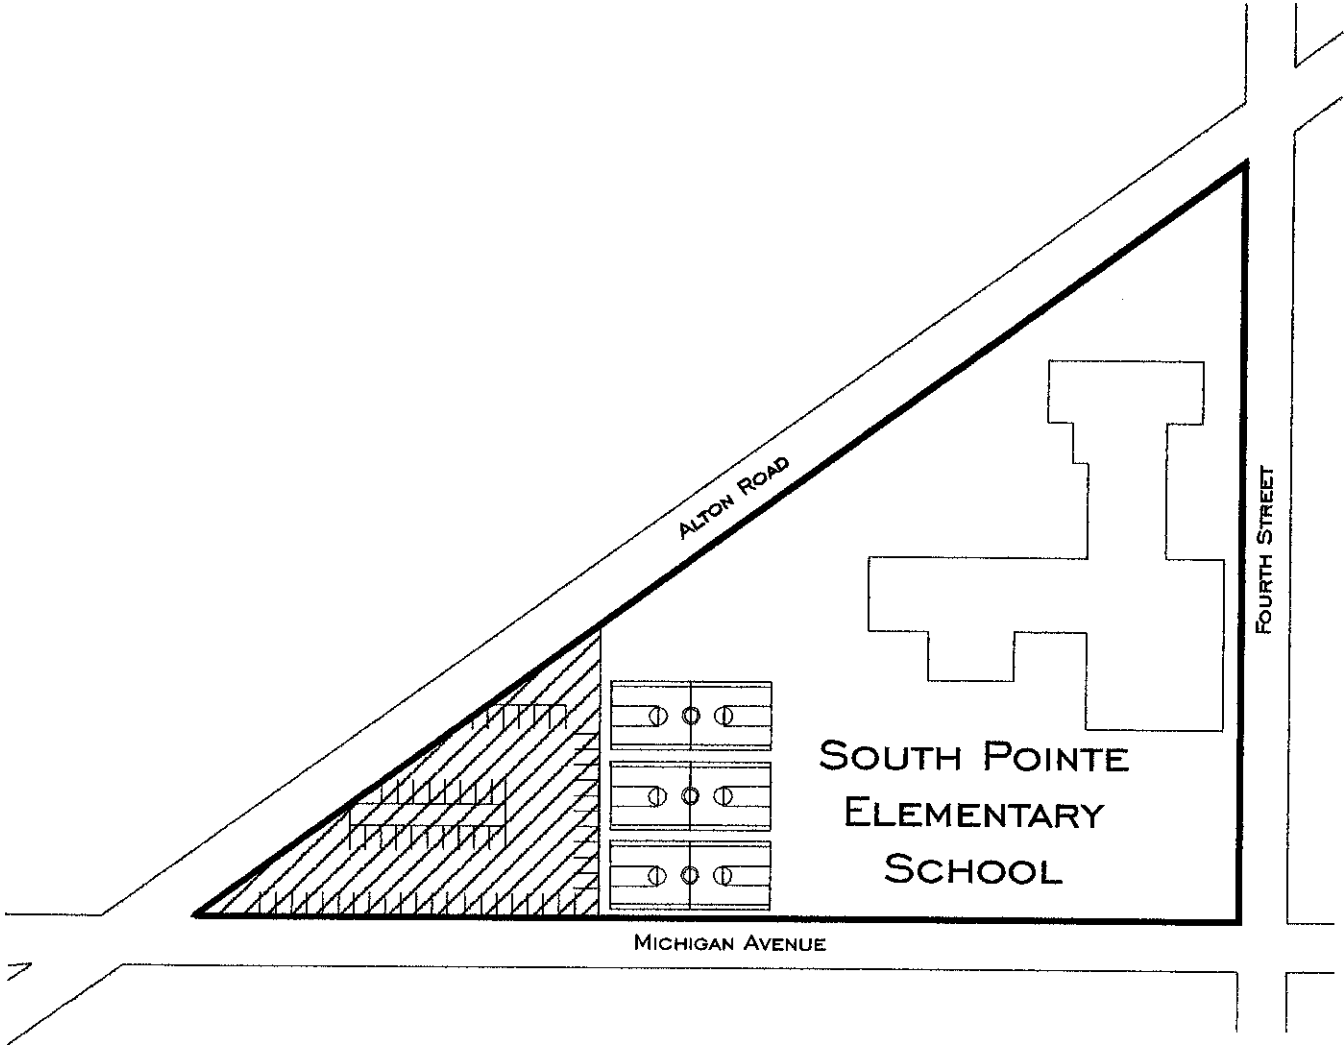 ALTON ROAD
FOURTH STREET
SOUTH POINTE
ELEMENTARY
SCHOOL
MICHIGAN AVENUE